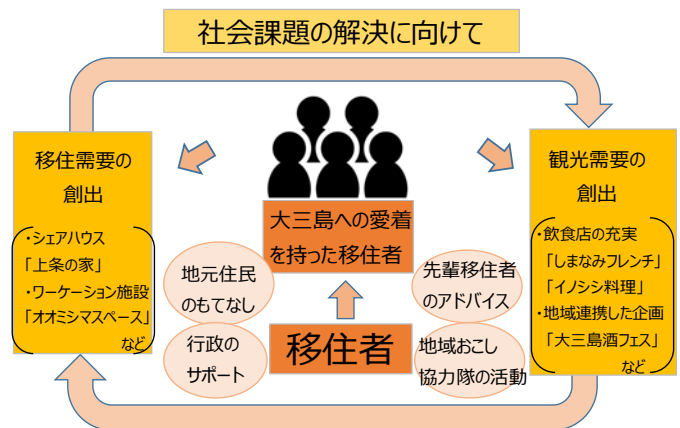 社会課題の解決に向けて
移住需要の
創出
・シェアハウス
「上条の家」
・ワーケーション施設
「オオミシマスペース」
など
大三島への愛着
を持った移住者
地元住民
のもてなし
先輩移住者
のアドバイス
行政の
サポート
移住者
地域おこし
協力隊の活動
観光需要の
創出
・飲食店の充実
「しまなみフレンチ」
「イノシシ料理」
・地域連携した企画
「大三島酒フェス」
など